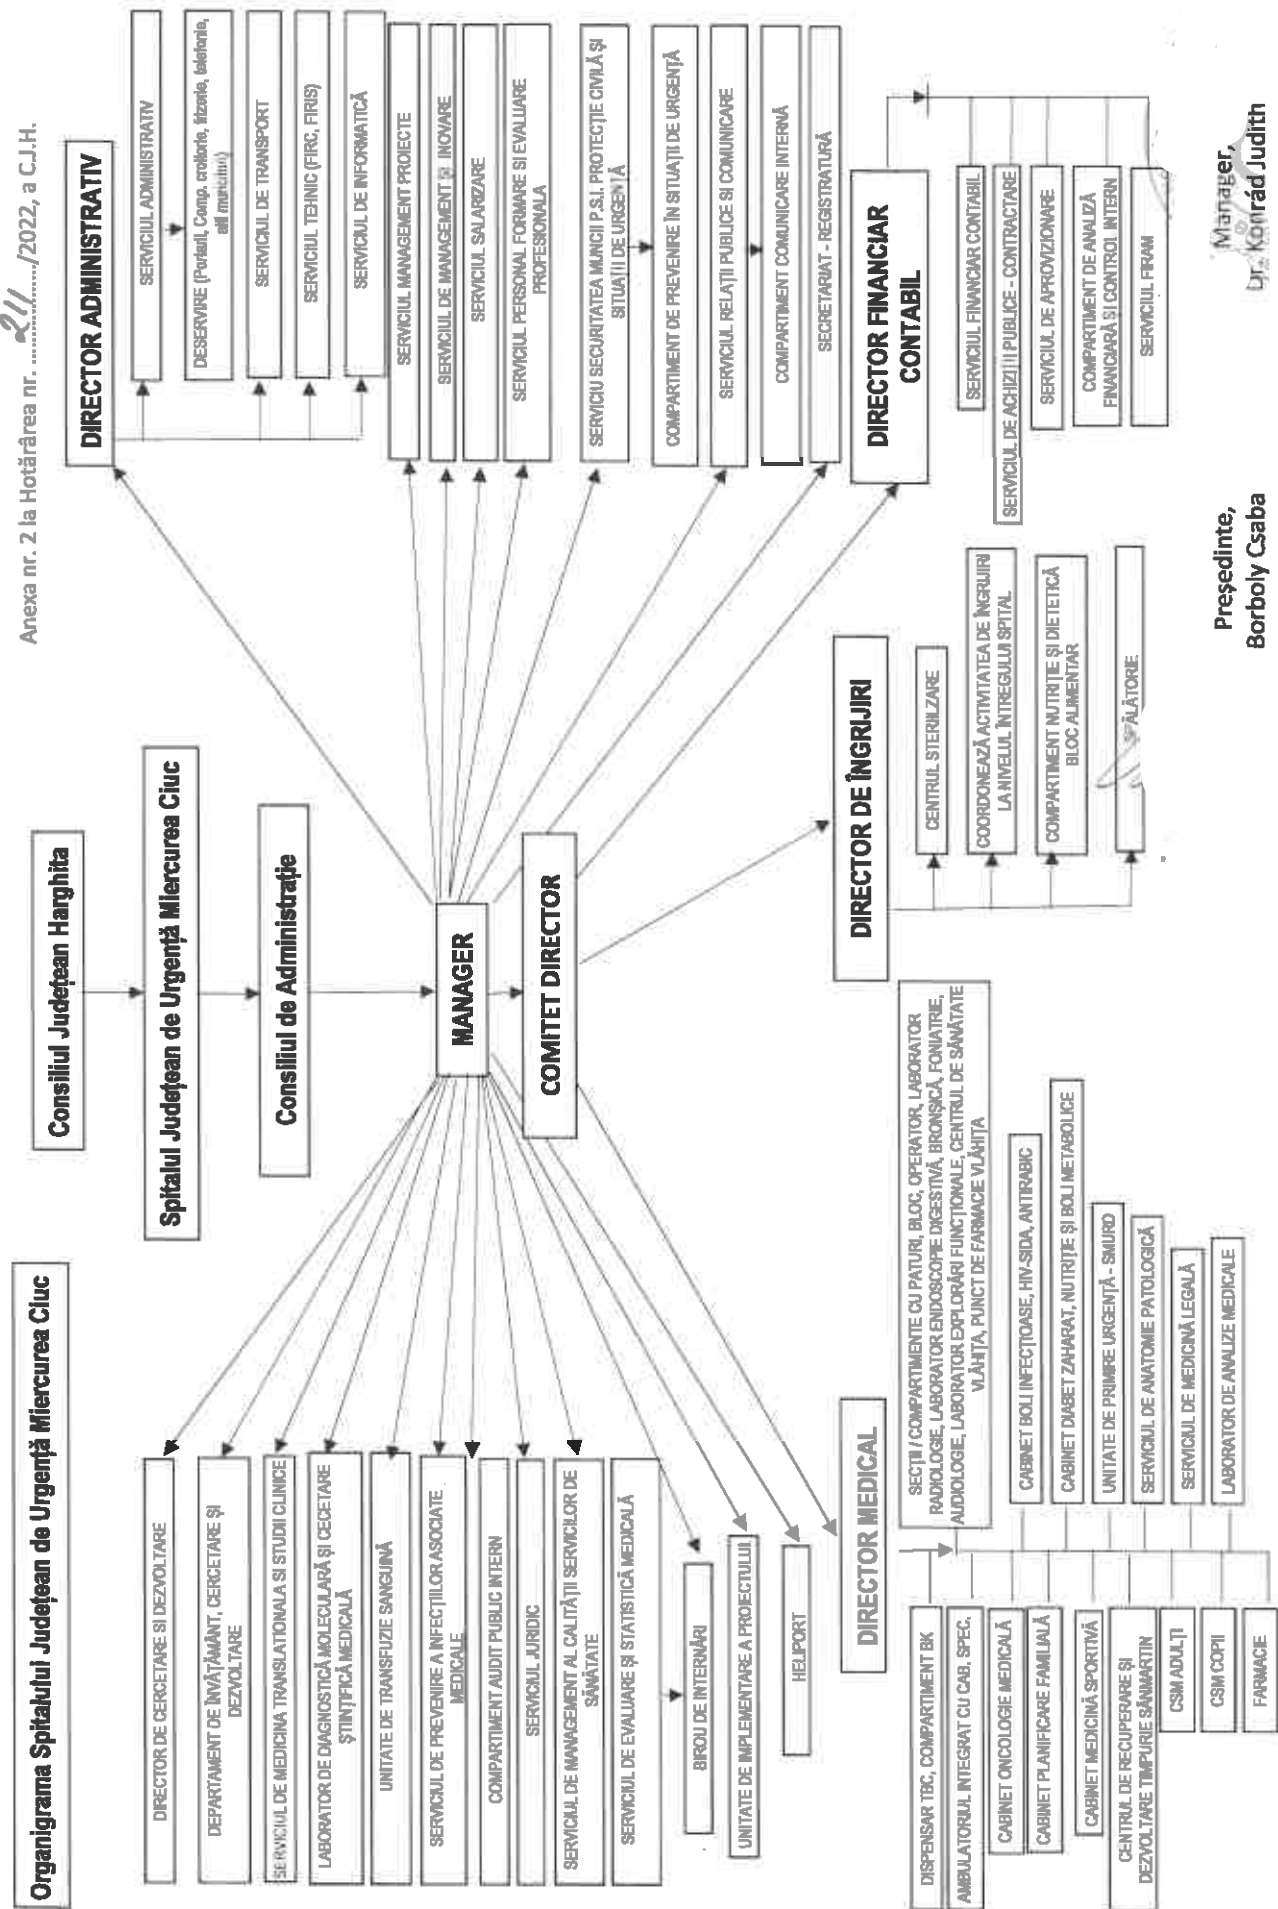 Anexa nr. 2 la Hotărârea nr. ....211..../2022, a C.J.H.
Organigrama Spitalului Județean de Urgență Miercurea Ciuc
Consiliul Județean Harghita
Spitalul Județean de Urgență Miercurea Ciuc
Consiliul de Administrație
MANAGER
COMITET DIRECTOR
DIRECTOR DE CERCETARE SI DEZVOLTARE
DEPARTAMENT DE ÎNVĂȚĂMÂNT, CERCETARE ȘI
DEZVOLTARE
SERVICIUL DE MEDICINA TRANSLATIONALA SI STUDII CLINICE
LABORATOR DE DIAGNOSTICĂ MOLECULARĂ ȘI CECETARE
ȘTIINȚIFICĂ MEDICALĂ
UNITATE DE TRANSFUZIE SANGUINĂ
SERVICIUL DE PREVENIRE A INFECȚIILOR ASOCIATE
MEDICALE
COMPARTIMENT AUDIT PUBLIC INTERN
SERVICIUL JURIDIC
SERVICIUL DE MANAGEMENT AL CALITĂȚII SERVICIILOR DE
SĂNĂTATE
SERVICIUL DE EVALUARE ȘI STATISTICĂ MEDICALĂ
BIROU DE INTERNĂRI
UNITATE DE IMPLEMENTARE A PROIECTULUI
HELIPORT
DIRECTOR ADMINISTRATIV
SERVICIUL ADMINISTRATIV
DESERVIRE (Portari, Comp. croitorie, frizerie, telefonie,
alți muncitori)
SERVICIUL DE TRANSPORT
SERVICIUL TEHNIC (FIRC, FIRIS)
SERVICIUL DE INFORMATICĂ
SERVICIUL MANAGEMENT PROIECTE
SERVICIUL DE MANAGEMENT ȘI INOVARE
SERVICIUL SALARIZARE
SERVICIUL PERSONAL FORMARE SI EVALUARE
PROFESIONALA
SERVICIU SECURITATEA MUNCII P.S.I. PROTECȚIE CIVILĂ ȘI
SITUAȚII DE URGENȚĂ
COMPARTIMENT DE PREVENIRE ÎN SITUAȚII DE URGENȚĂ
SERVICIUL RELAȚII PUBLICE SI COMUNICARE
COMPARTIMENT COMUNICARE INTERNĂ
SECRETARIAT - REGISTRATURĂ
DIRECTOR MEDICAL
SECȚII / COMPARTIMENTE CU PATURI, BLOC, OPERATOR, LABORATOR
RADIOLOGIE, LABORATOR ENDOSCOPIE DIGESTIVĂ, BRONȘICĂ, FONIATRIE,
AUDIOLOGIE, LABORATOR EXPLORĂRI FUNCȚIONALE, CENTRUL DE SĂNĂTATE
VLĂHIȚA, PUNCT DE FARMACIE VLĂHIȚA
DISPENSAR TBC, COMPARTIMENT BK
AMBULATORIUL INTEGRAT CU CAB. SPEC.
CABINET ONCOLOGIE MEDICALĂ
CABINET PLANIFICARE FAMILIALĂ
CABINET MEDICINĂ SPORTIVĂ
CENTRUL DE RECUPERARE ȘI
DEZVOLTARE TIMPURIE SÂNMARTIN
CSM ADULȚI
CSM COPII
FARMACIE
CABINET BOLI INFECȚIOASE, HIV-SIDA, ANTIRABIC
CABINET DIABET ZAHARAT, NUTRIȚIE ȘI BOLI METABOLICE
UNITATE DE PRIMIRE URGENȚĂ - SMURD
SERVICIUL DE ANATOMIE PATOLOGICĂ
SERVICIUL DE MEDICINĂ LEGALĂ
LABORATOR DE ANALIZE MEDICALE
DIRECTOR DE ÎNGRIJIRI
CENTRUL STERILIZARE
COORDONEAZĂ ACTIVITATEA DE ÎNGRIJIRI
LA NIVELUL ÎNTREGULUI SPITAL
COMPARTIMENT NUTRIȚIE ȘI DIETETICĂ
BLOC ALIMENTAR
ĂLĂTORIE
DIRECTOR FINANCIAR
CONTABIL
SERVICIUL FINANCIAR CONTABIL
SERVICIUL DE ACHIZIȚII PUBLICE - CONTRACTARE
SERVICIUL DE APROVIZIONARE
COMPARTIMENT DE ANALIZĂ
FINANCIARĂ ȘI CONTROL INTERN
SERVICIUL FIRAM
Președinte,
Borboly Csaba
Manager,
Dr. Konrád Judith